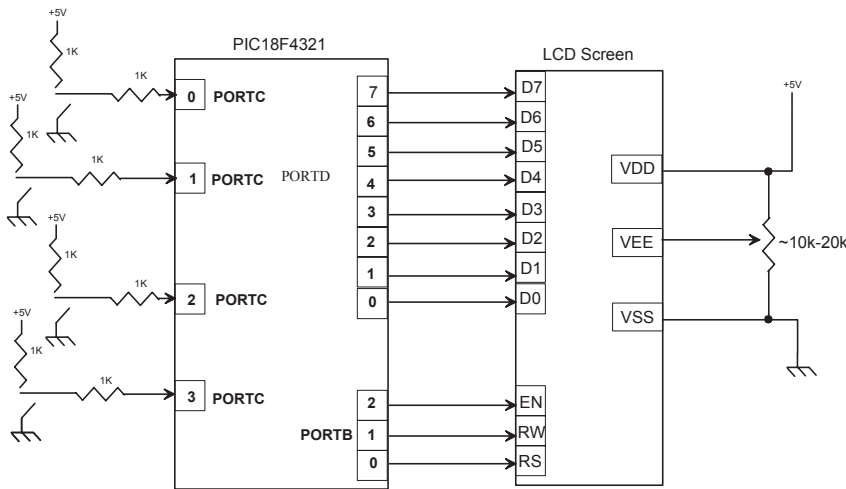 PIC18F4321
LCD Screen
+5V
1K
1K
0 PORTC
+5V
1K
1K
1 PORTC
+5V
1K
1K
2 PORTC
+5V
1K
1K
3 PORTC
PORTD
7
6
5
4
3
2
1
0
PORTB
2
1
0
D7
D6
D5
D4
D3
D2
D1
D0
EN
RW
RS
VDD
VEE
VSS
+5V
~10k-20k